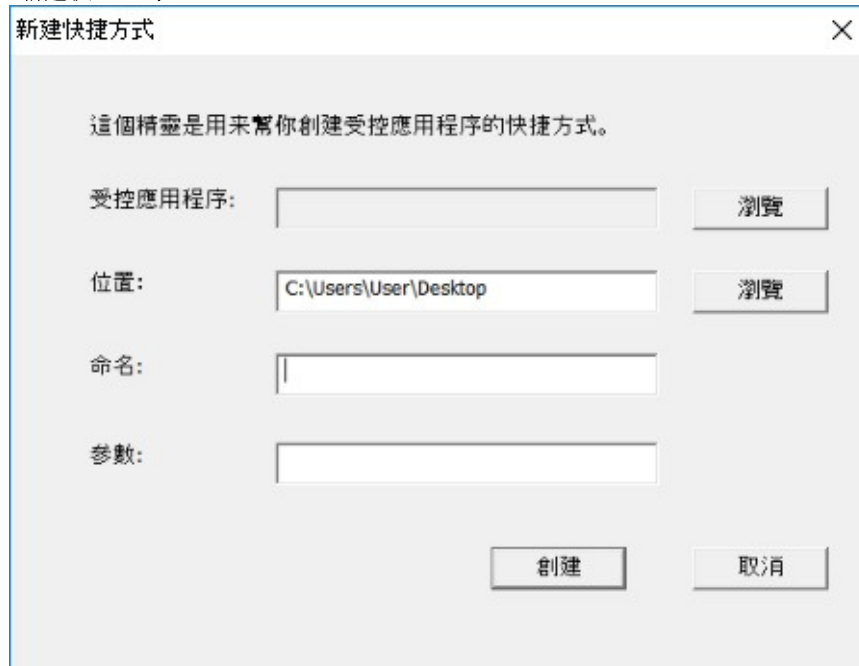 新建快捷方式
這個精靈是用来幫你創建受控應用程序的快捷方式。
受控應用程序: 瀏覽
位置: C:\Users\User\Desktop 瀏覽
命名:
參數:
創建 取消